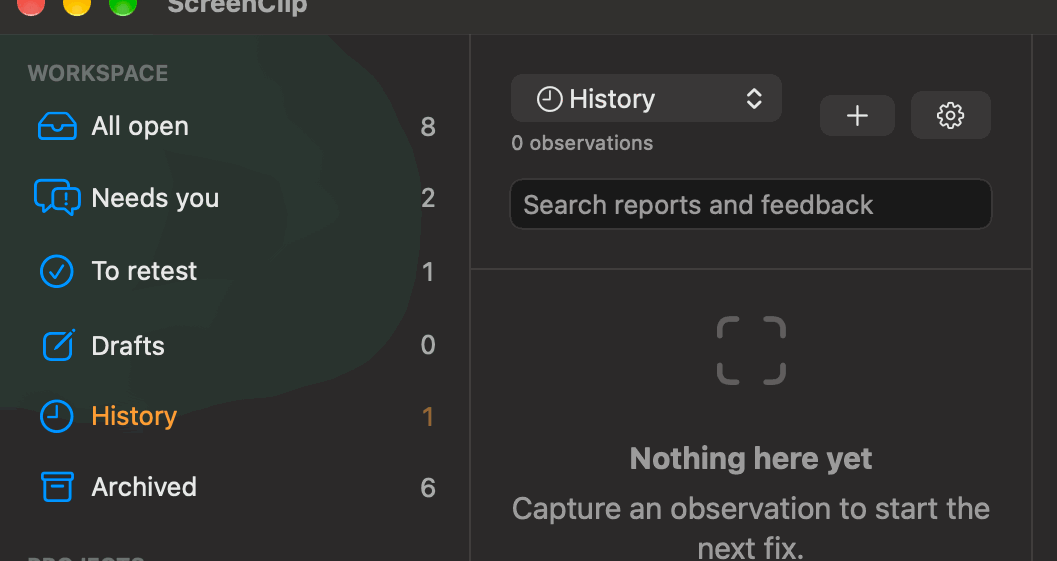 ScreenClip
WORKSPACE
All open 8
Needs you 2
To retest 1
Drafts 0
History 1
Archived 6
PROJECTS
History
0 observations
Search reports and feedback
Nothing here yet
Capture an observation to start the
next fix.